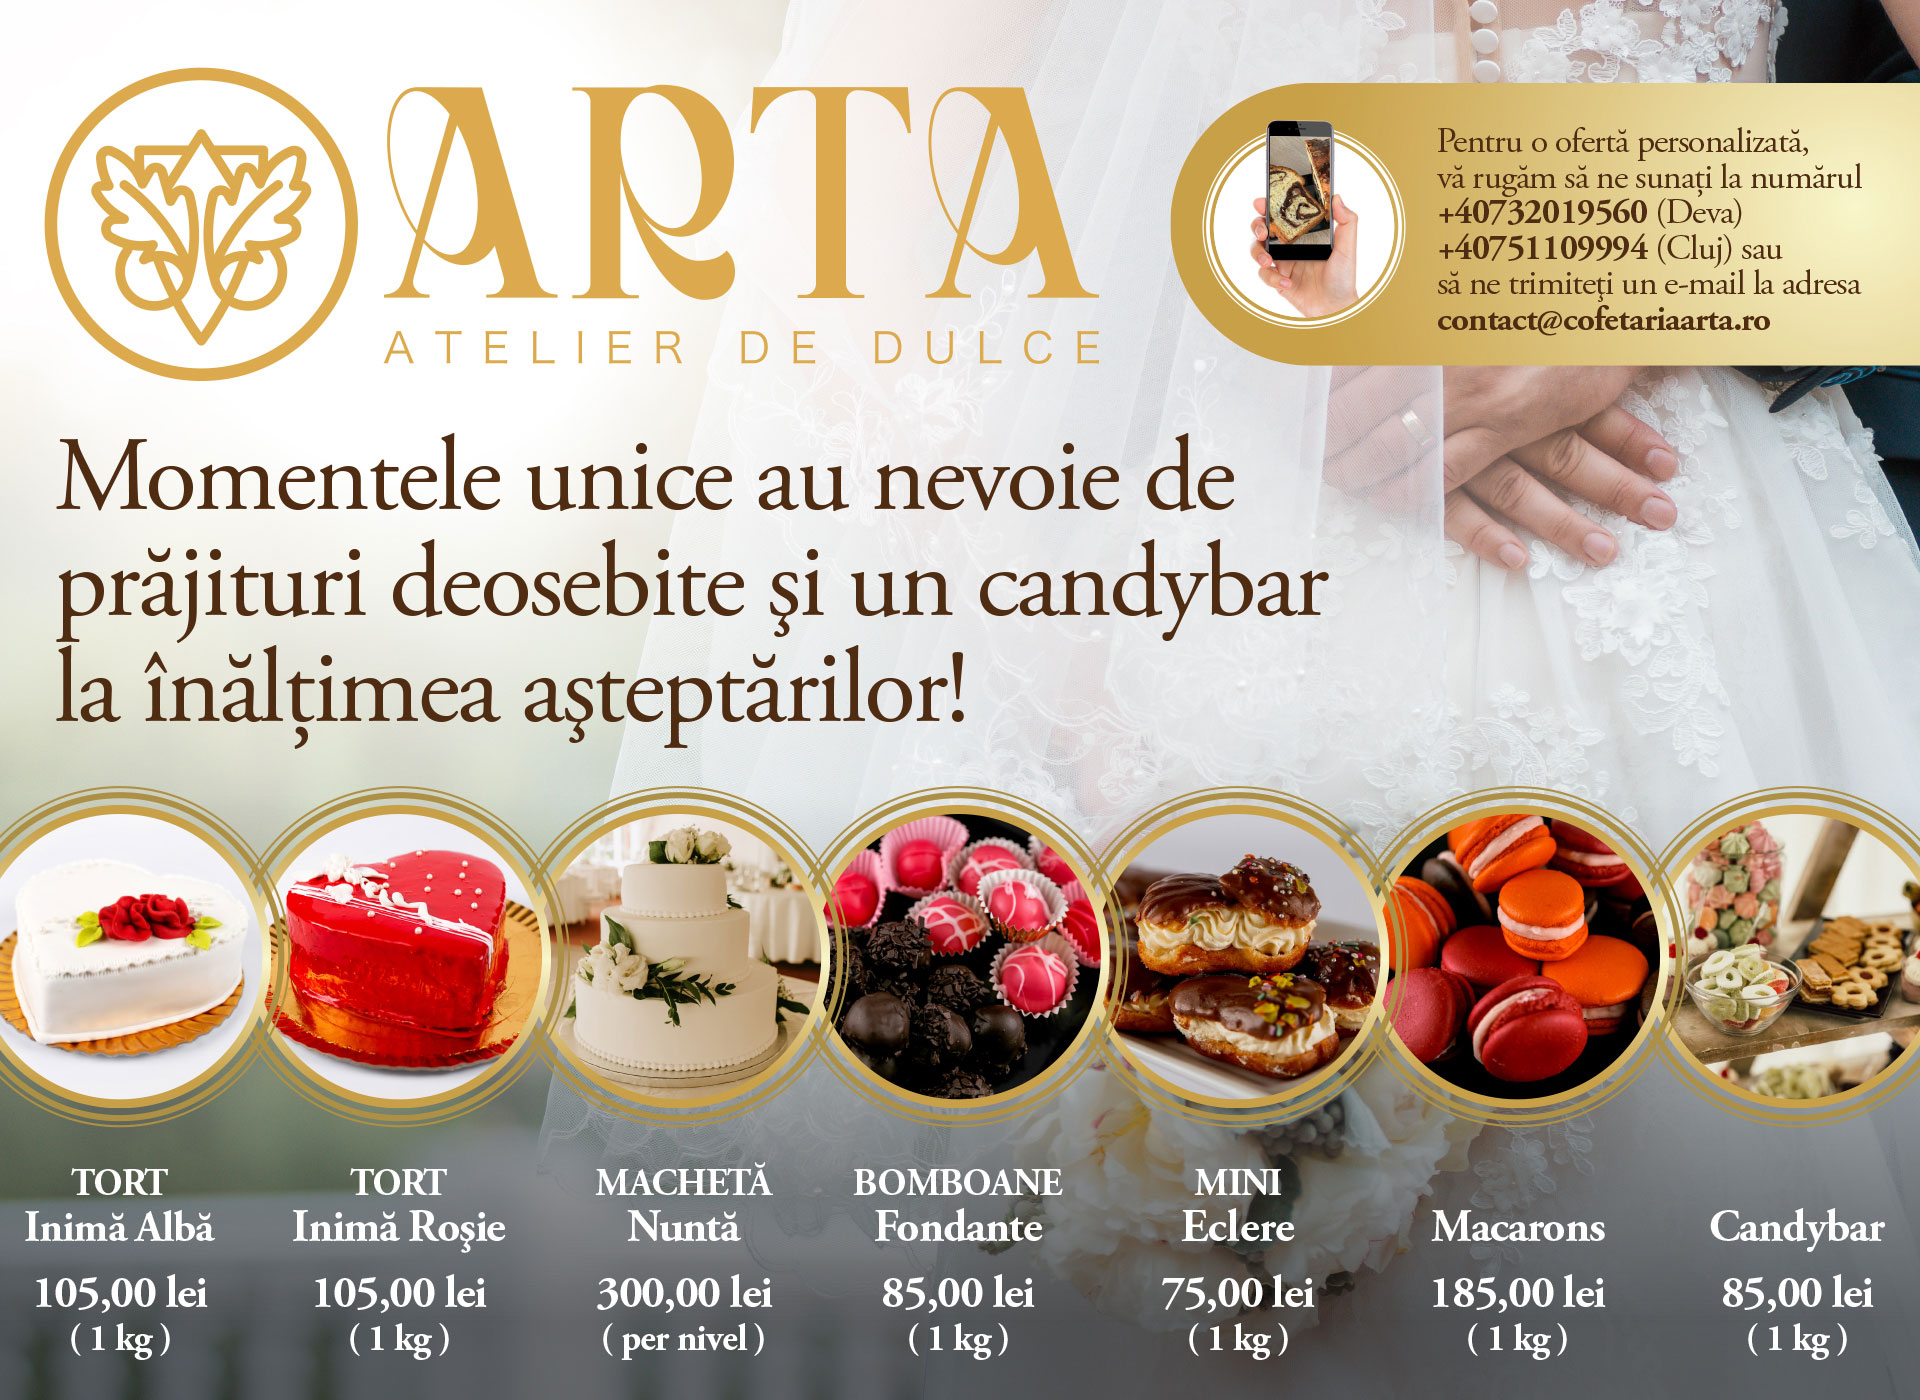 ARTA
ATELIER DE DULCE
Pentru o ofertă personalizată,
vă rugăm să ne sunați la numărul
+40732019560 (Deva)
+40751109994 (Cluj) sau
să ne trimiteţi un e-mail la adresa
contact@cofetariaarta.ro
Momentele unice au nevoie de
prăjituri deosebite şi un candybar
la înălțimea aşteptărilor!
TORT
Inimă Albă
105,00 lei
( 1 kg )
TORT
Inimă Roşie
105,00 lei
( 1 kg )
MACHETĂ
Nuntă
300,00 lei
( per nivel )
BOMBOANE
Fondante
85,00 lei
( 1 kg )
MINI
Eclere
75,00 lei
( 1 kg )
Macarons
185,00 lei
( 1 kg )
Candybar
85,00 lei
( 1 kg )